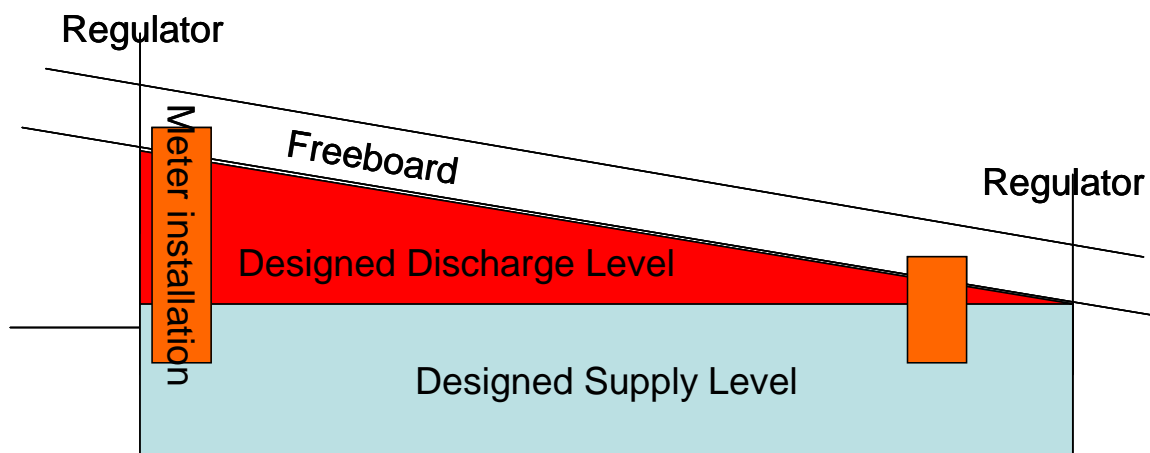 Regulator
Meter installation
Freeboard
Regulator
Designed Discharge Level
Designed Supply Level